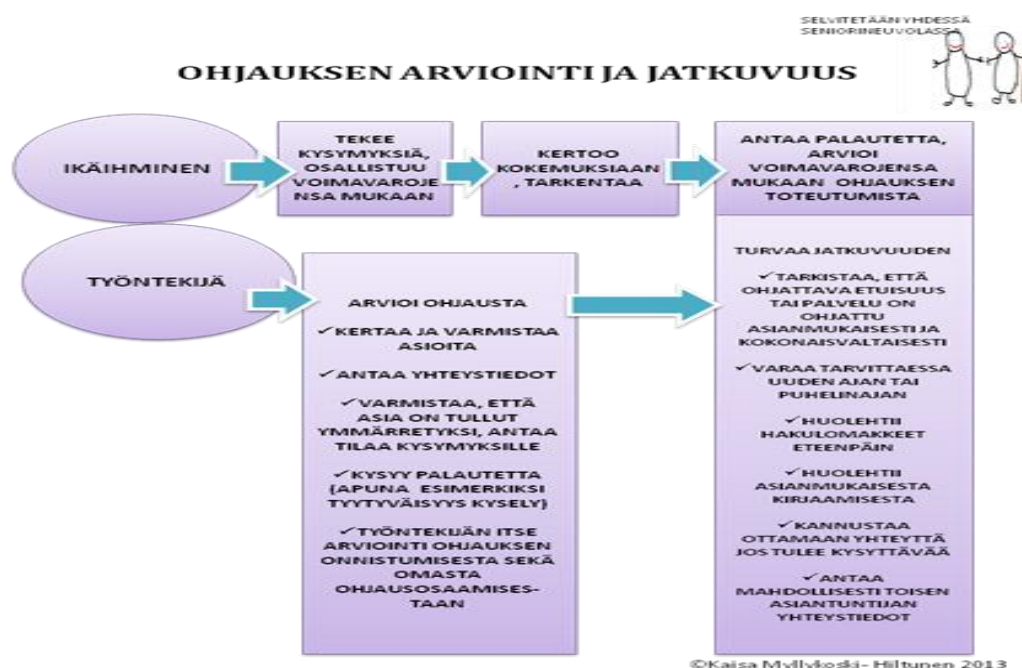 SELVITETÄÄN YHDESSÄ
SENIORINEUVOLASSA
OHJAUKSEN ARVIOINTI JA JATKUVUUS
IKÄIHMINEN
TEKEE
KYSYMYKSIÄ,
OSALLISTUU
VOIMAVAROJE
NSA MUKAAN
KERTOO
KOKEMUKSIAAN
, TARKENTAA
ANTAA PALAUTETTA,
ARVIOI
VOIMAVAROJENSA
MUKAAN OHJAUKSEN
TOTEUTUMISTA
TYÖNTEKIJÄ
ARVIOI OHJAUSTA
✓KERTAA JA VARMISTAA
ASIOITA
✓ANTAA YHTEYSTIEDOT
✓VARMISTAA, ETTÄ
ASIA ON TULLUT
YMMÄRRETYKSI, ANTAA
TILAA KYSYMYKSILLE
✓KYSYY PALAUTETTA
(APUNA ESIMERKIKSI
TYYTYVÄISYYS KYSELY)
✓TYÖNTEKIJÄN ITSE
ARVIOINTI OHJAUKSEN
ONNISTUMISESTA SEKÄ
OMASTA
OHJAUSOSAAMISES-
TAAN
TURVAA JATKUVUUDEN
✓TARKISTAA, ETTÄ
OHJATTAVA ETUISUUS
TAI PALVELU ON
OHJATTU
ASIANMUKAISESTI JA
KOKONAISVALTAISESTI
✓VARAA TARVITTAESSA
UUDEN AJAN TAI
PUHELINAJAN
✓HUOLEHTII
HAKULOMAKKEET
ETEENPÄIN
✓HUOLEHTII
ASIANMUKAISESTA
KIRJAAMISESTA
✓KANNUSTAA
OTTAMAAN YHTEYTTÄ
JOS TULEE KYSYTTÄVÄÄ
✓ANTAA
MAHDOLLISESTI TOISEN
ASIANTUNTIJAN
YHTEYSTIEDOT
©Kaisa Myllykoski- Hiltunen 2013